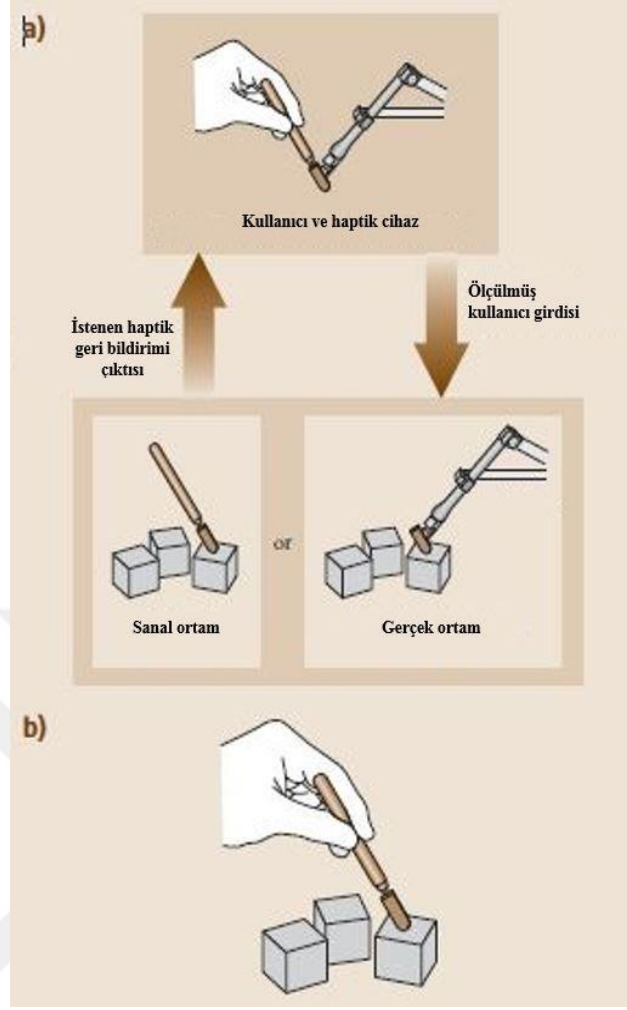 a)
Kullanıcı ve haptik cihaz
İstenen haptik
geri bildirimi
çıktısı
Ölçülmüş
kullanıcı girdisi
or
Sanal ortam
Gerçek ortam
b)